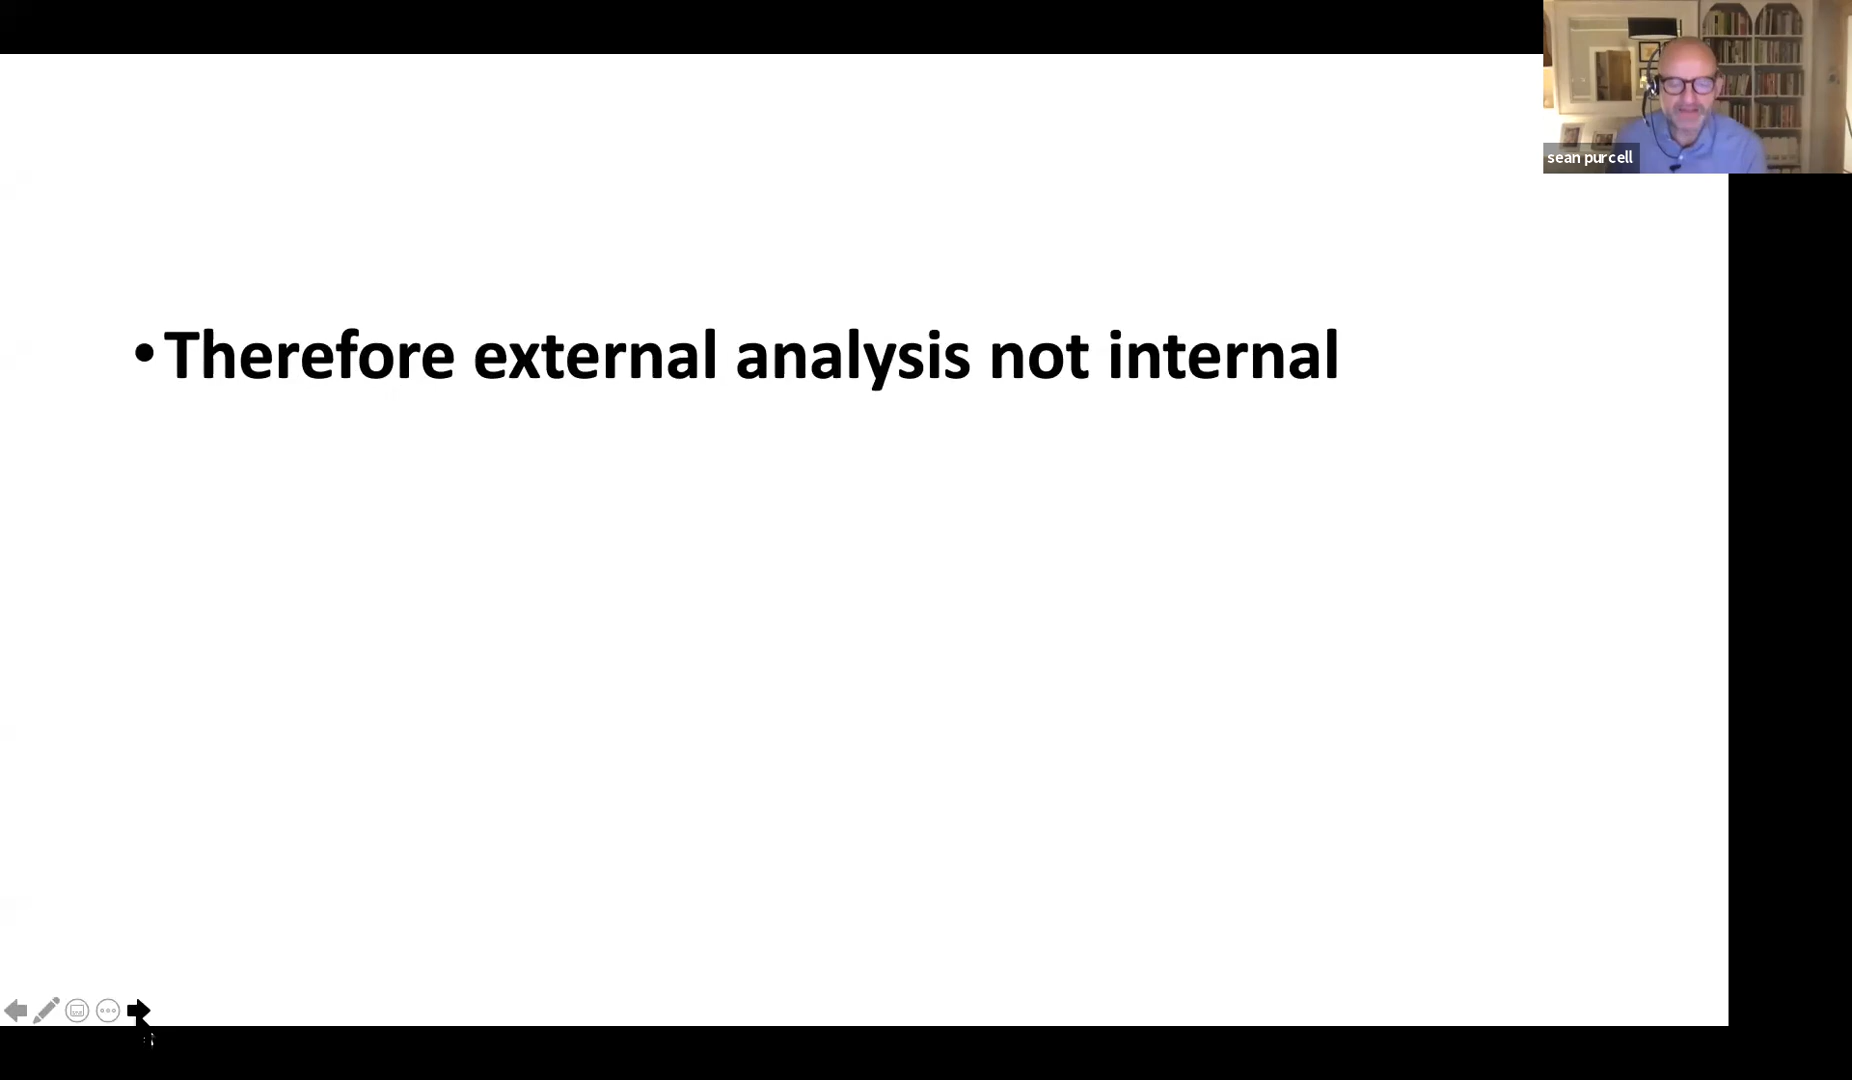 sean purcell
• Therefore external analysis not internal